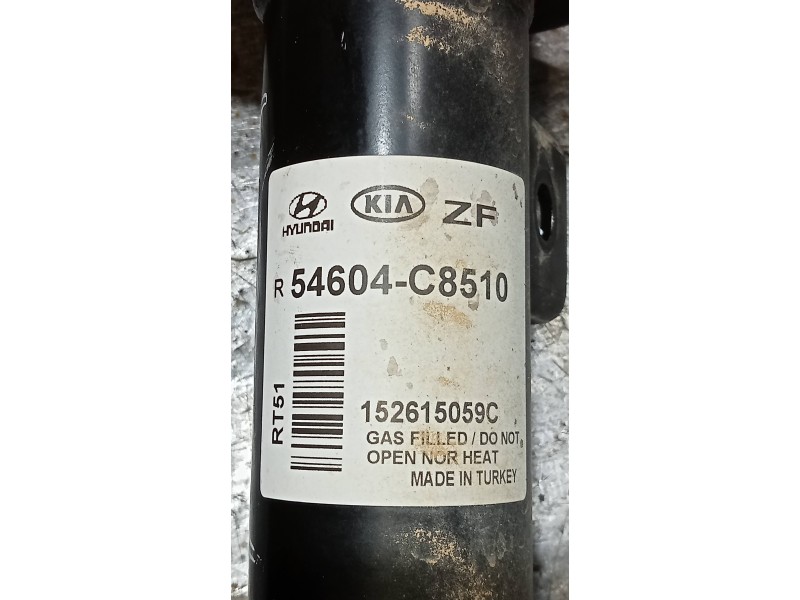 HYUNDAI KIA ZF
R 54604-C8510
RT51
152615059C
GAS FILLED / DO NOT
OPEN NOR HEAT
MADE IN TURKEY